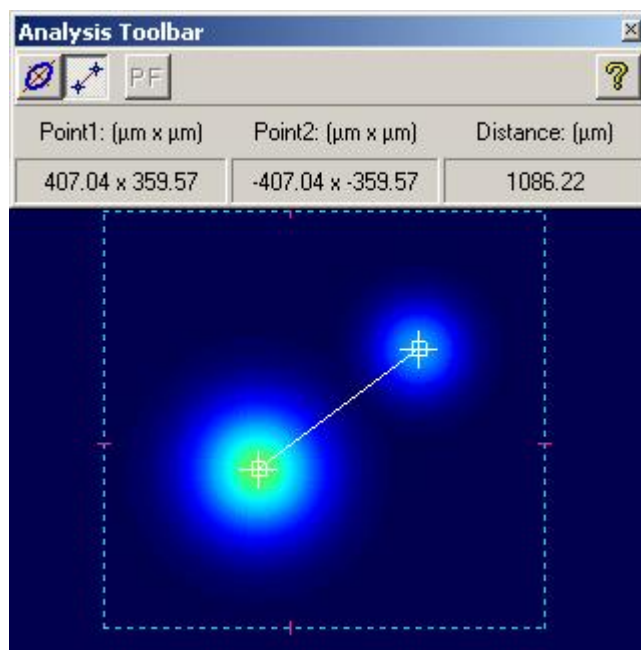 Analysis Toolbar
PF
Point1: (µm x µm) Point2: (µm x µm) Distance: (µm)
407.04 x 359.57 -407.04 x -359.57 1086.22